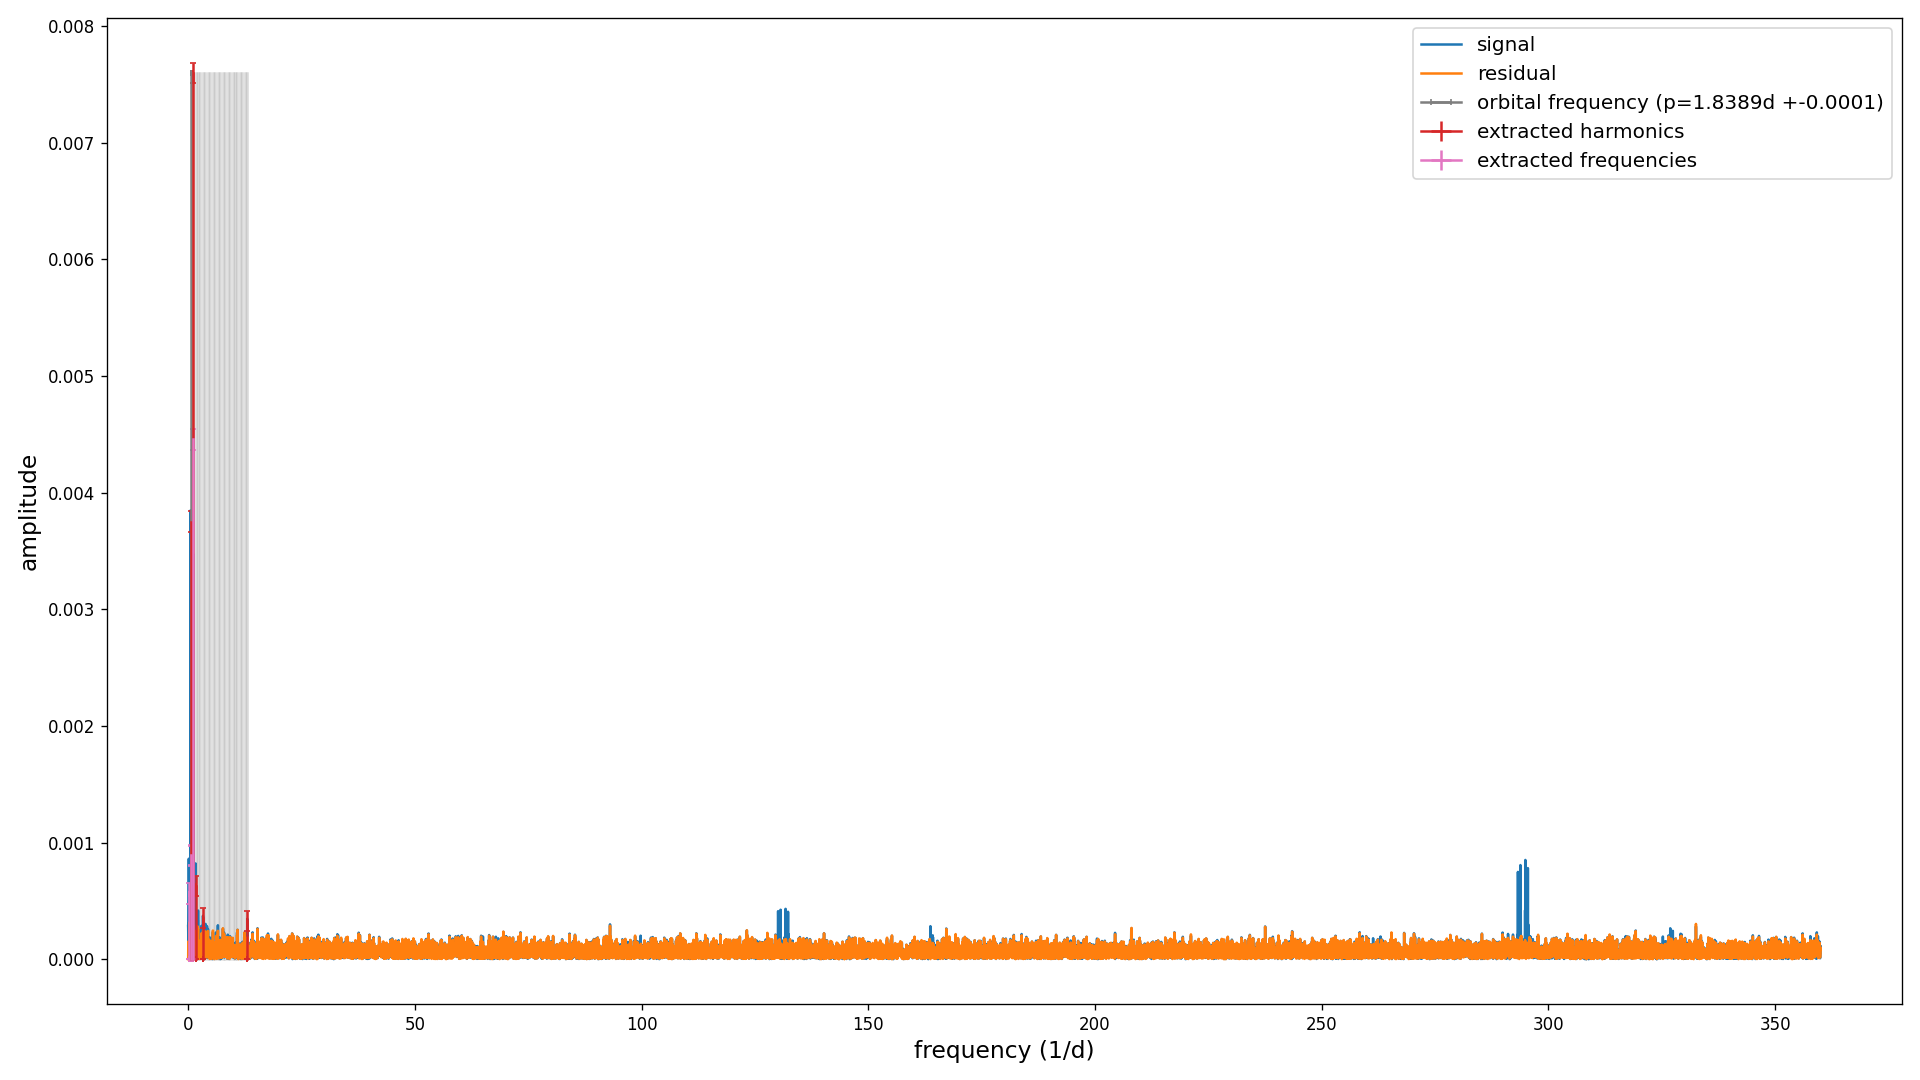 0.008
0.007
0.006
0.005
0.004
0.003
0.002
0.001
0.000
amplitude
0
50
100
150
200
250
300
350
frequency (1/d)
signal
residual
orbital frequency (p=1.8389d +-0.0001)
extracted harmonics
extracted frequencies